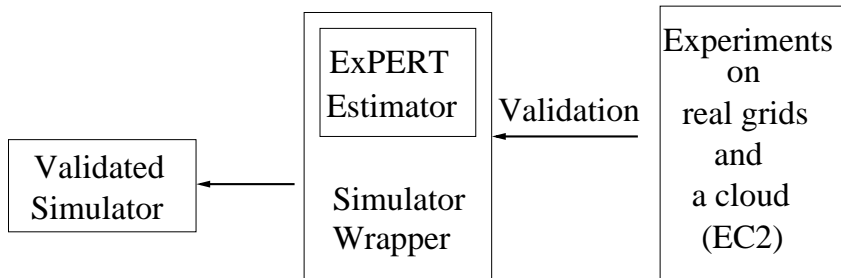 Validated
Simulator
ExPERT
Estimator
Simulator
Wrapper
Validation
Experiments
on
real grids
and
a cloud
(EC2)